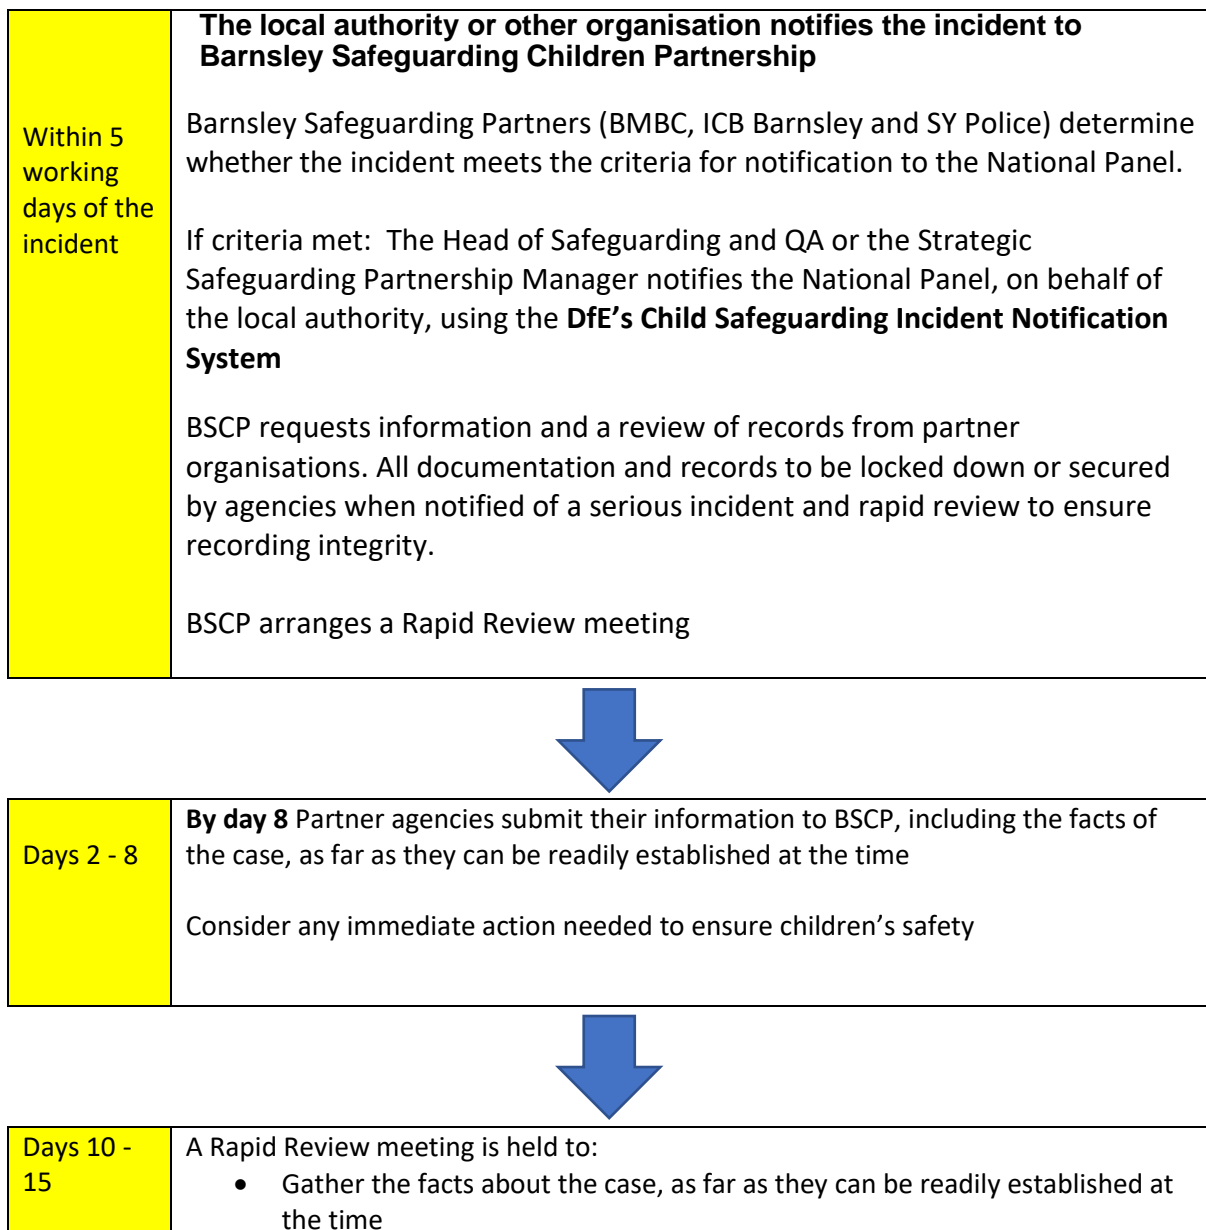 The local authority or other organisation notifies the incident to
Barnsley Safeguarding Children Partnership
Within 5
working
days of the
incident
Barnsley Safeguarding Partners (BMBC, ICB Barnsley and SY Police) determine
whether the incident meets the criteria for notification to the National Panel.
If criteria met:  The Head of Safeguarding and QA or the Strategic
Safeguarding Partnership Manager notifies the National Panel, on behalf of
the local authority, using the DfE’s Child Safeguarding Incident Notification
System
BSCP requests information and a review of records from partner
organisations. All documentation and records to be locked down or secured
by agencies when notified of a serious incident and rapid review to ensure
recording integrity.
BSCP arranges a Rapid Review meeting
Days 2 - 8
By day 8 Partner agencies submit their information to BSCP, including the facts of
the case, as far as they can be readily established at the time
Consider any immediate action needed to ensure children’s safety
Days 10 -
15
A Rapid Review meeting is held to:
• Gather the facts about the case, as far as they can be readily established at
the time